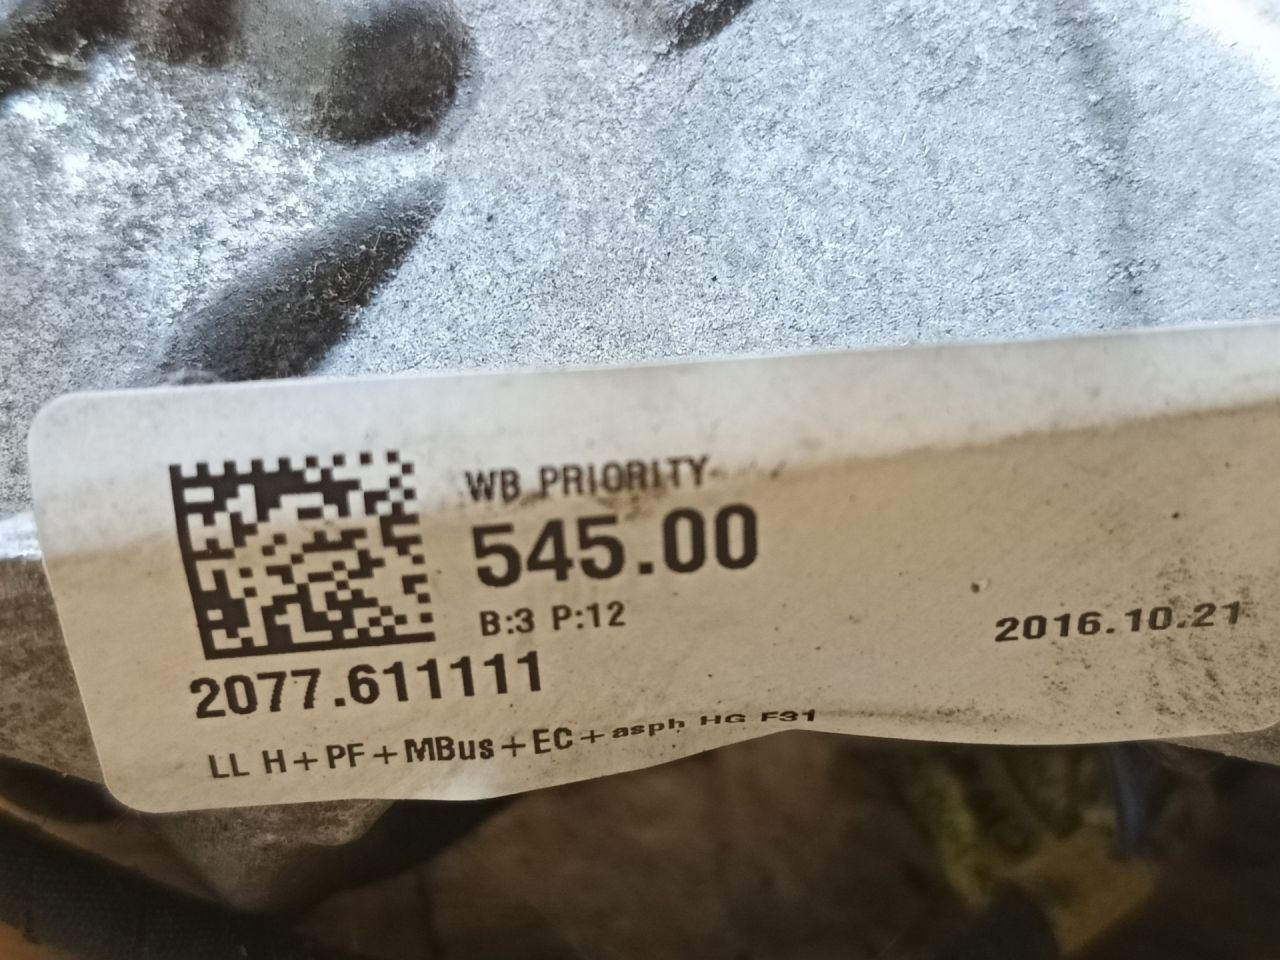 WB PRIORITY
545.00
B:3 P:12
2016.10.21
2077.611111
LL H+PF+MBus+EC+asph HG F31